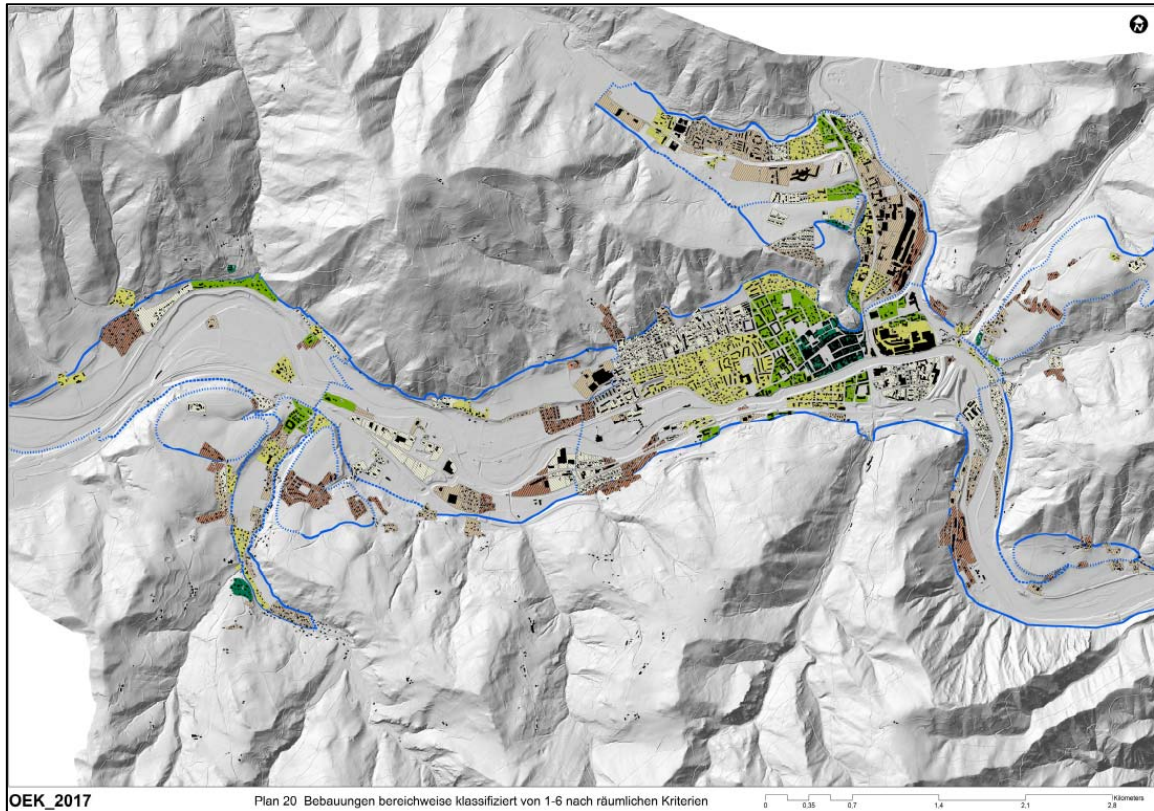 N
OEK_2017
Plan 20 Bebauungen bereichweise klassifiziert von 1-6 nach räumlichen Kriterien
Kilometers
0 0,35 0,7 1,4 2,1 2,8